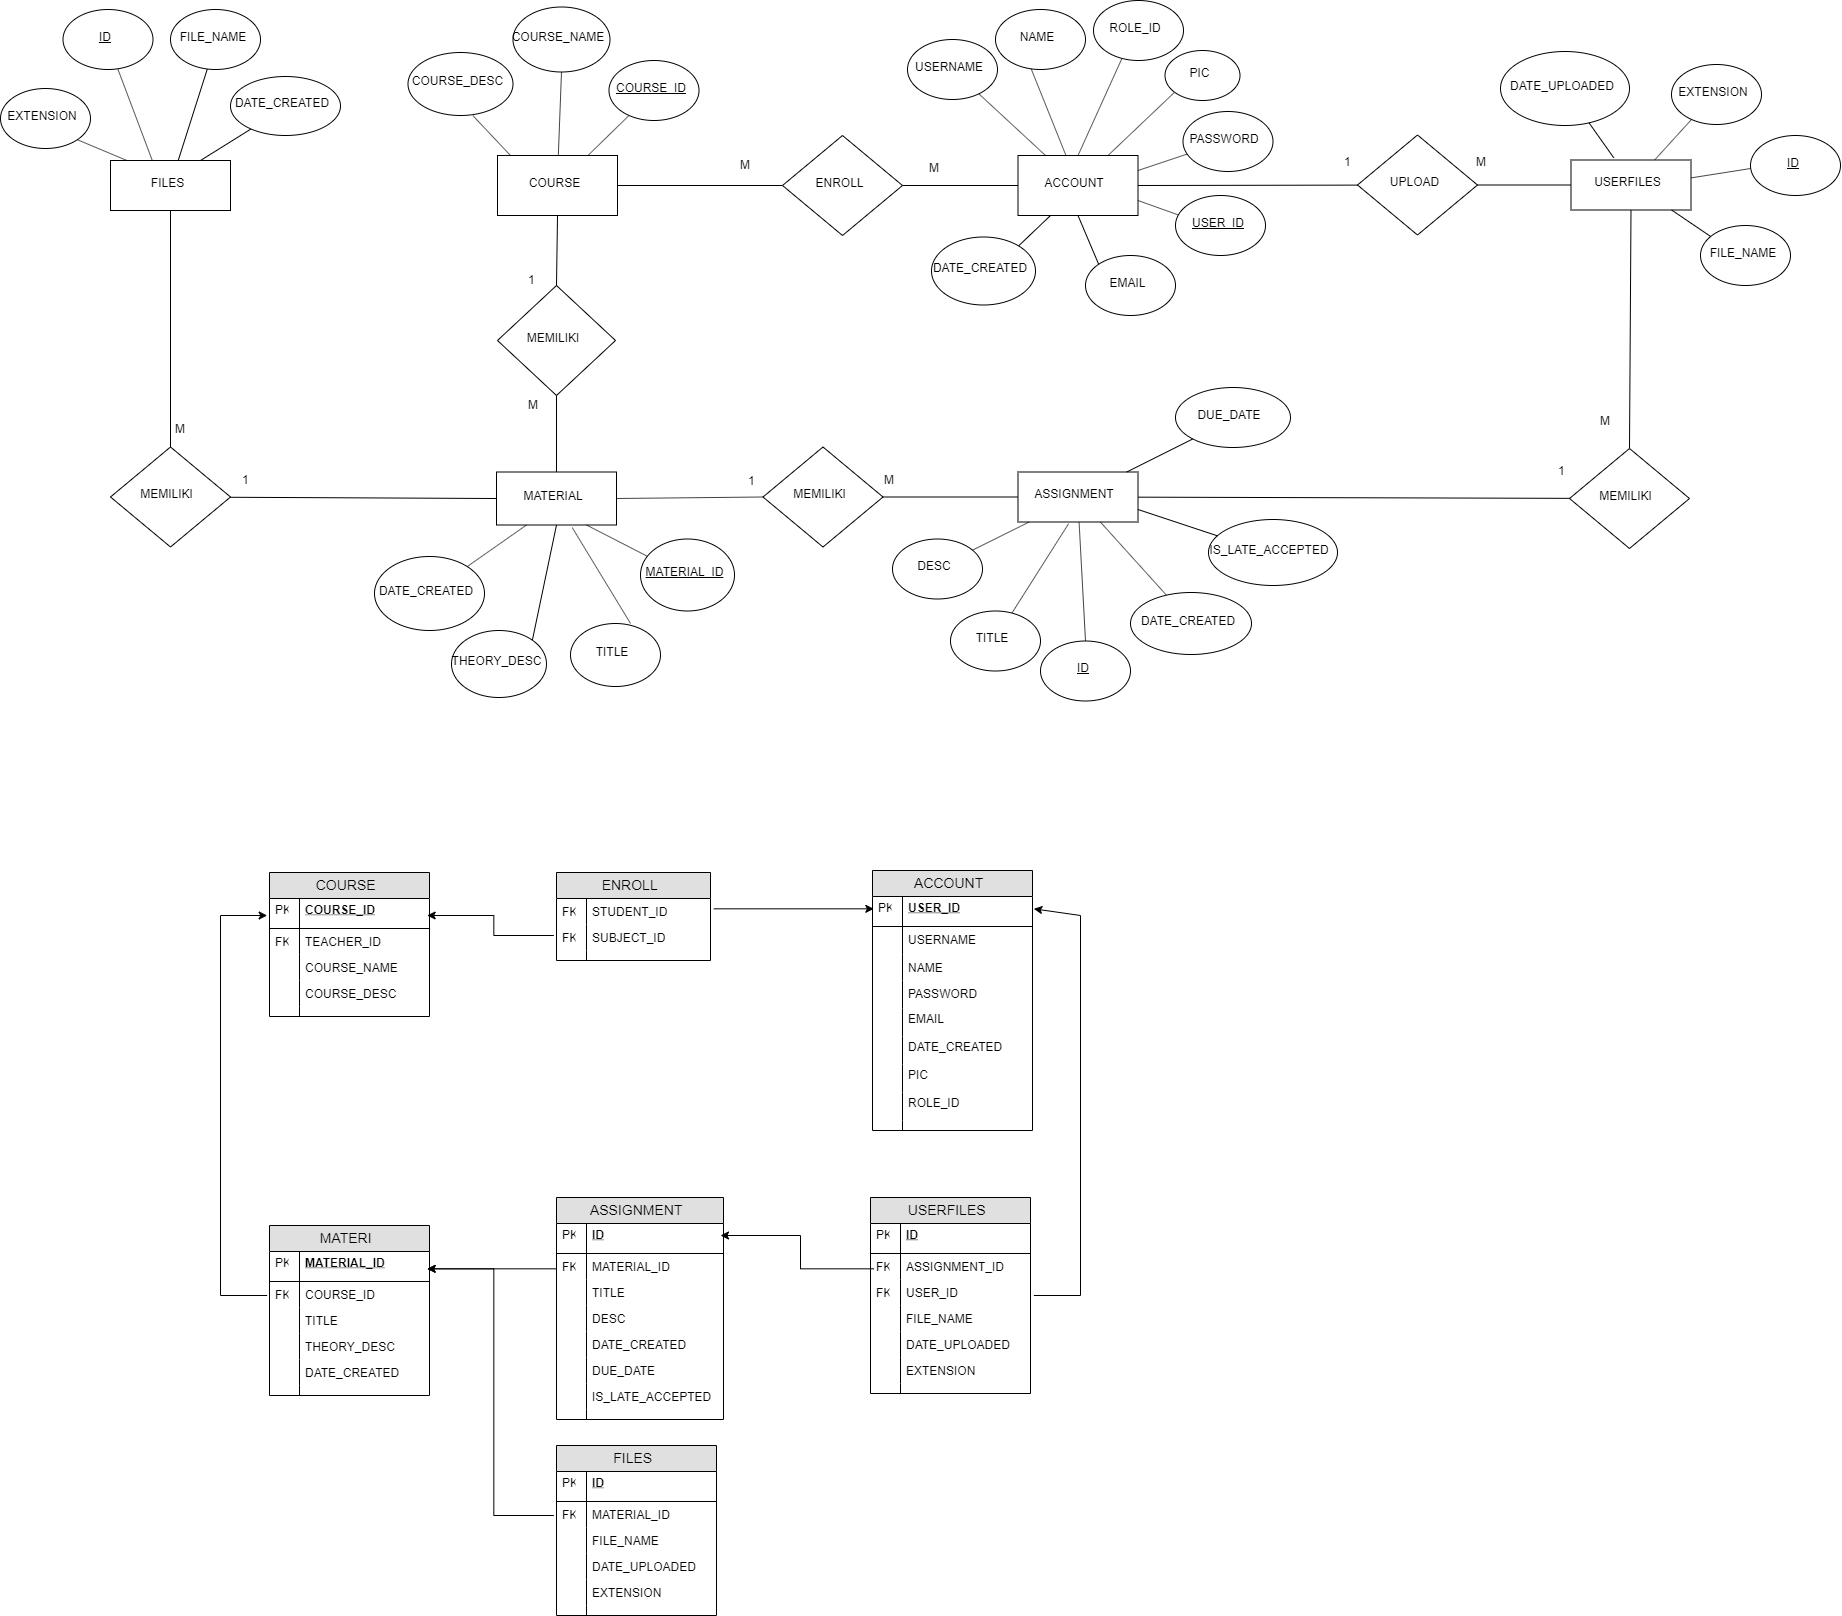 ID
FILE_NAME
EXTENSION
DATE_CREATED
FILES
COURSE_NAME
COURSE_DESC
COURSE_ID
COURSE
M
ENROLL
M
USERNAME
NAME
ROLE_ID
PIC
PASSWORD
ACCOUNT
USER_ID
DATE_CREATED
EMAIL
1
UPLOAD
M
DATE_UPLOADED
EXTENSION
ID
USERFILES
FILE_NAME
1
MEMILIKI
M
M
MEMILIKI
1
MATERIAL
1
MEMILIKI
M
DUE_DATE
ASSIGNMENT
M
1
MEMILIKI
DATE_CREATED
THEORY_DESC
TITLE
MATERIAL_ID
DESC
TITLE
ID
DATE_CREATED
IS_LATE_ACCEPTED
COURSE
PK COURSE_ID
FK TEACHER_ID
COURSE_NAME
COURSE_DESC
ENROLL
FK STUDENT_ID
FK SUBJECT_ID
ACCOUNT
PK USER_ID
USERNAME
NAME
PASSWORD
EMAIL
DATE_CREATED
PIC
ROLE_ID
MATERI
PK MATERIAL_ID
FK COURSE_ID
TITLE
THEORY_DESC
DATE_CREATED
ASSIGNMENT
PK ID
FK MATERIAL_ID
TITLE
DESC
DATE_CREATED
DUE_DATE
IS_LATE_ACCEPTED
USERFILES
PK ID
FK ASSIGNMENT_ID
FK USER_ID
FILE_NAME
DATE_UPLOADED
EXTENSION
FILES
PK ID
FK MATERIAL_ID
FILE_NAME
DATE_UPLOADED
EXTENSION